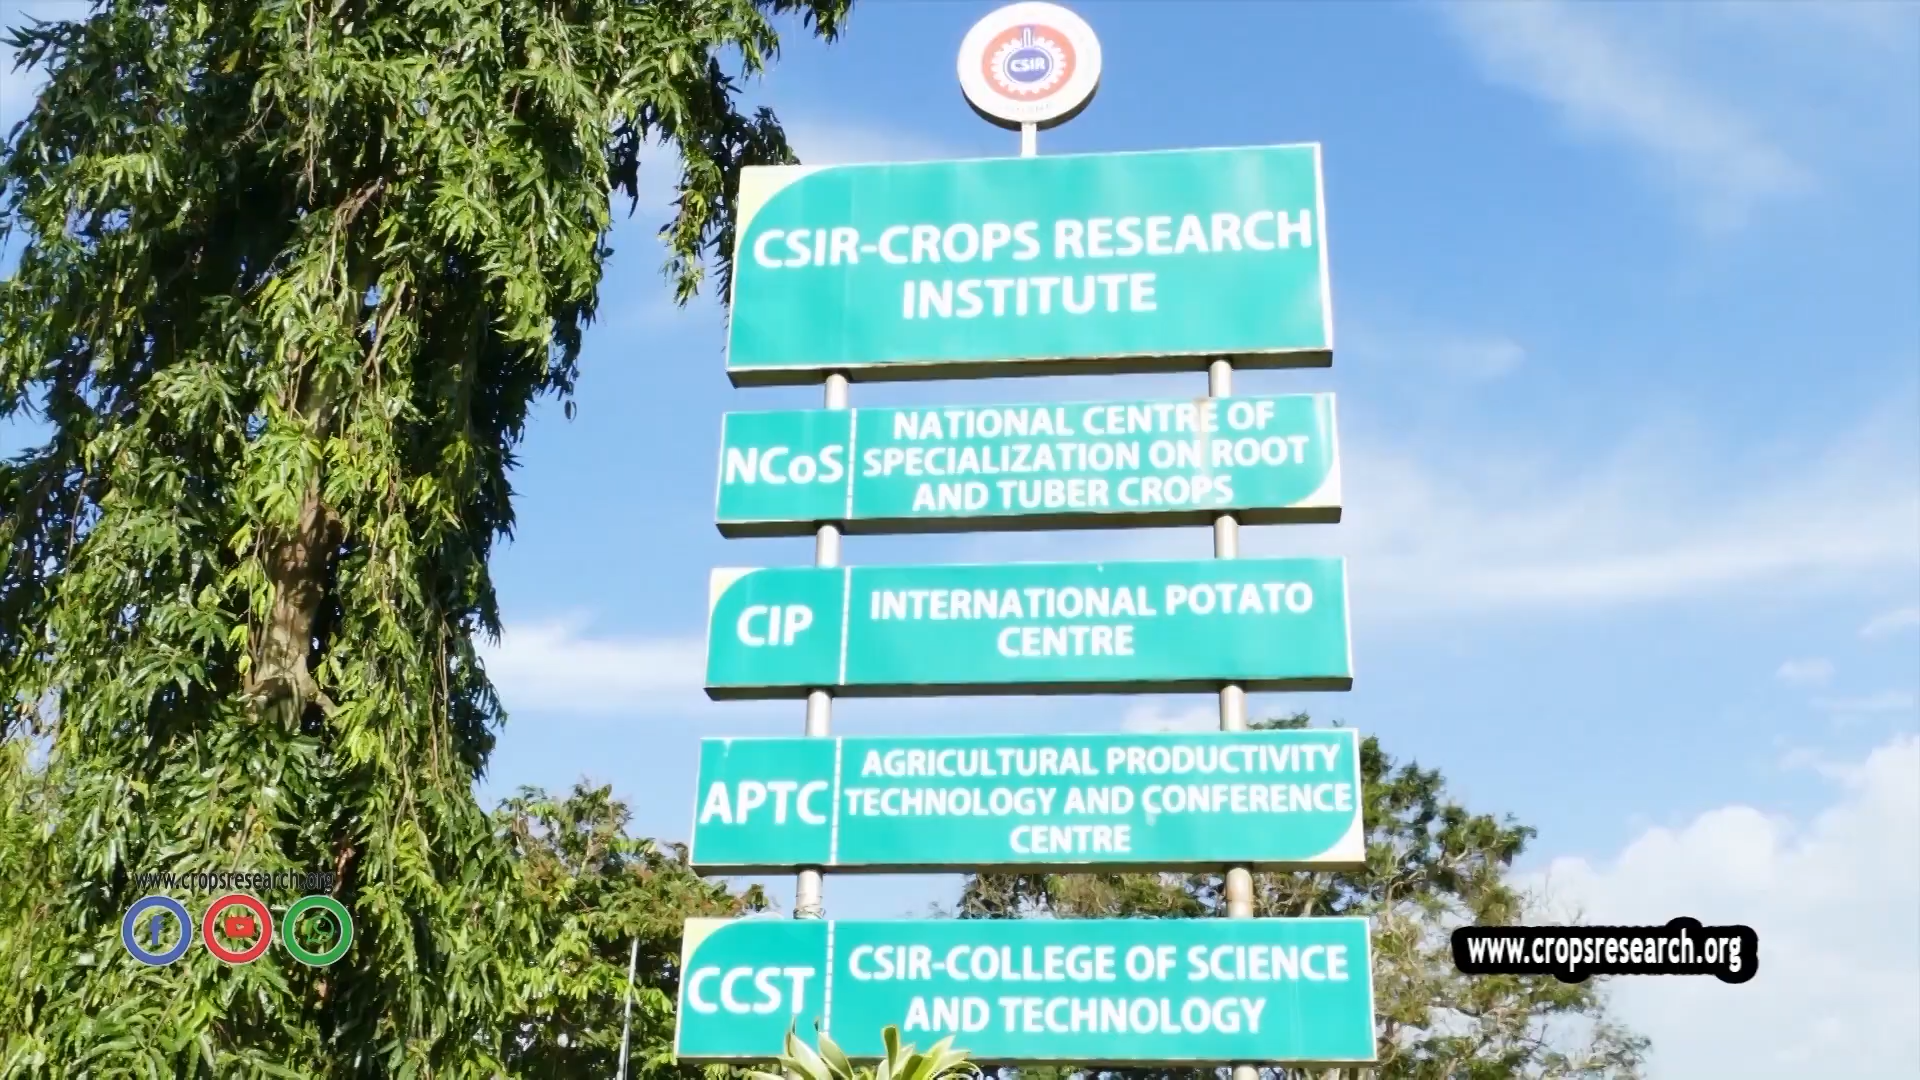 CSIR
CSIR-CROPS RESEARCH
INSTITUTE
NCoS
NATIONAL CENTRE OF
SPECIALIZATION ON ROOT
AND TUBER CROPS
CIP
INTERNATIONAL POTATO
CENTRE
APTC
AGRICULTURAL PRODUCTIVITY
TECHNOLOGY AND CONFERENCE
CENTRE
CCST
CSIR-COLLEGE OF SCIENCE
AND TECHNOLOGY
www.cropsresearch.org
www.cropsresearch.org